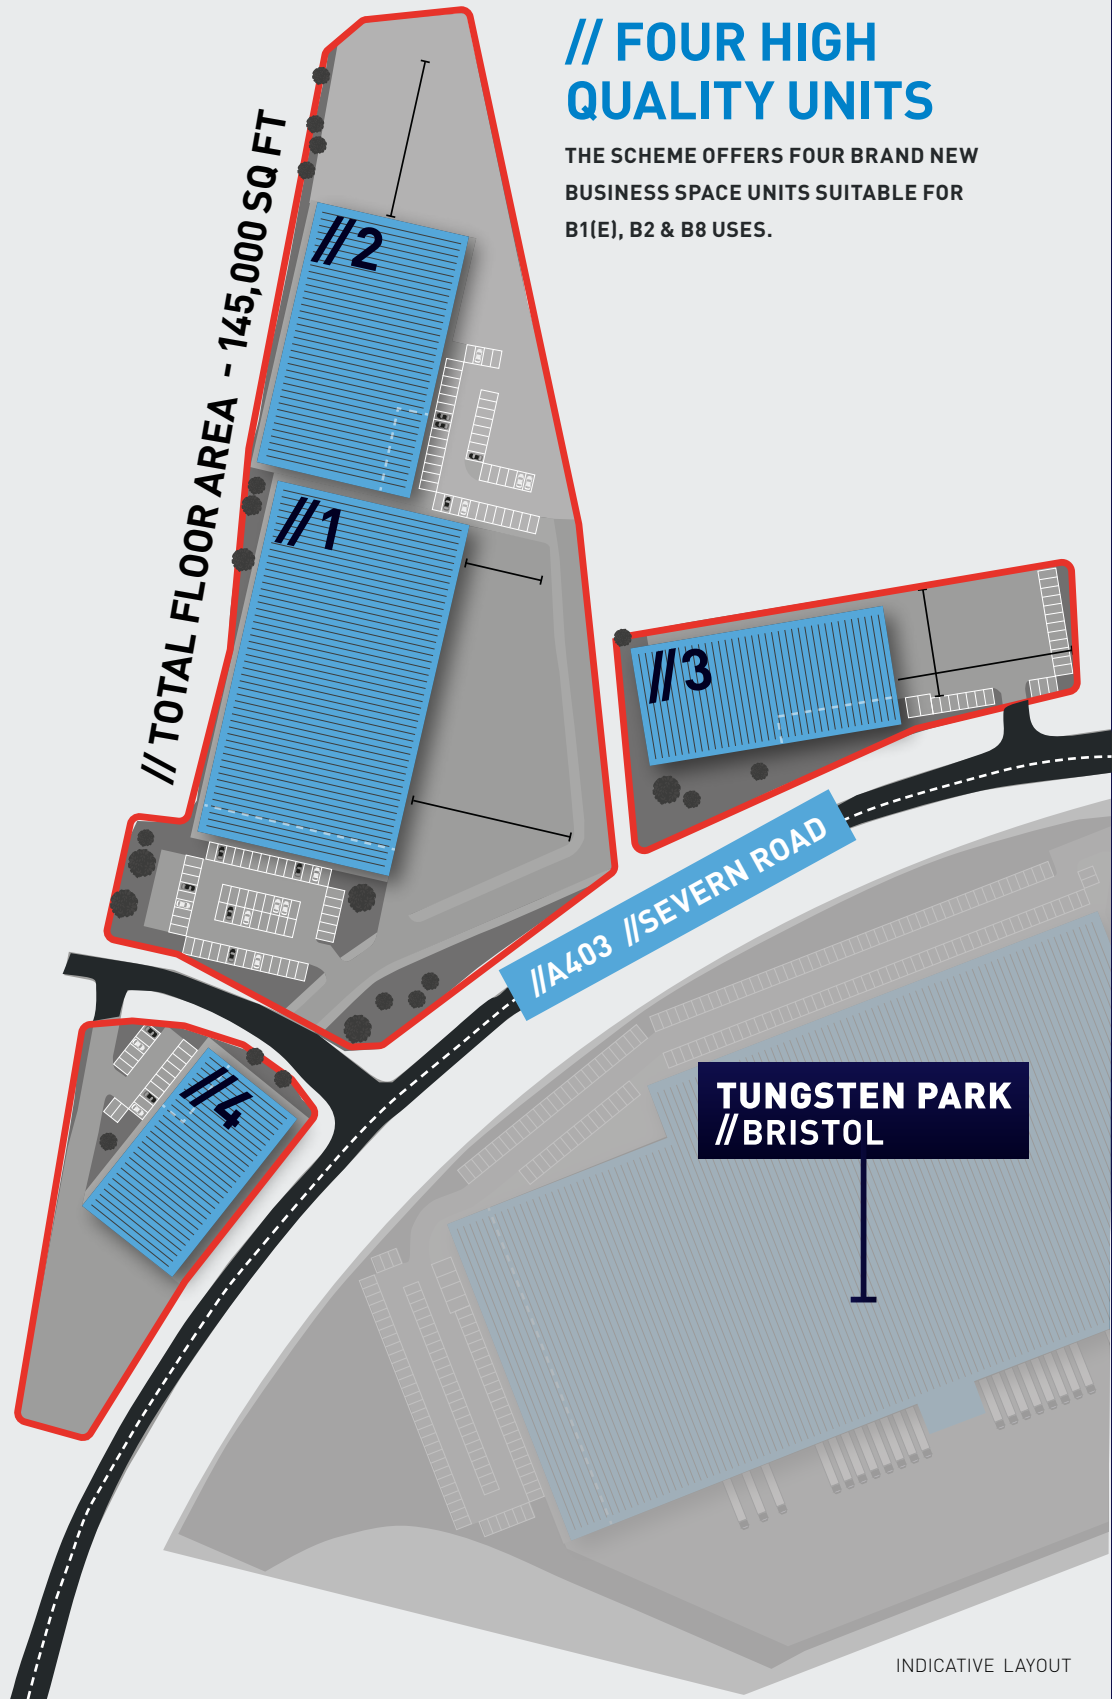 // FOUR HIGH
QUALITY UNITS
THE SCHEME OFFERS FOUR BRAND NEW
BUSINESS SPACE UNITS SUITABLE FOR
B1(E), B2 & B8 USES.
// TOTAL FLOOR AREA - 145,000 SQ FT
//2
//1
//3
//A403 //SEVERN ROAD
//4
TUNGSTEN PARK
//BRISTOL
INDICATIVE LAYOUT